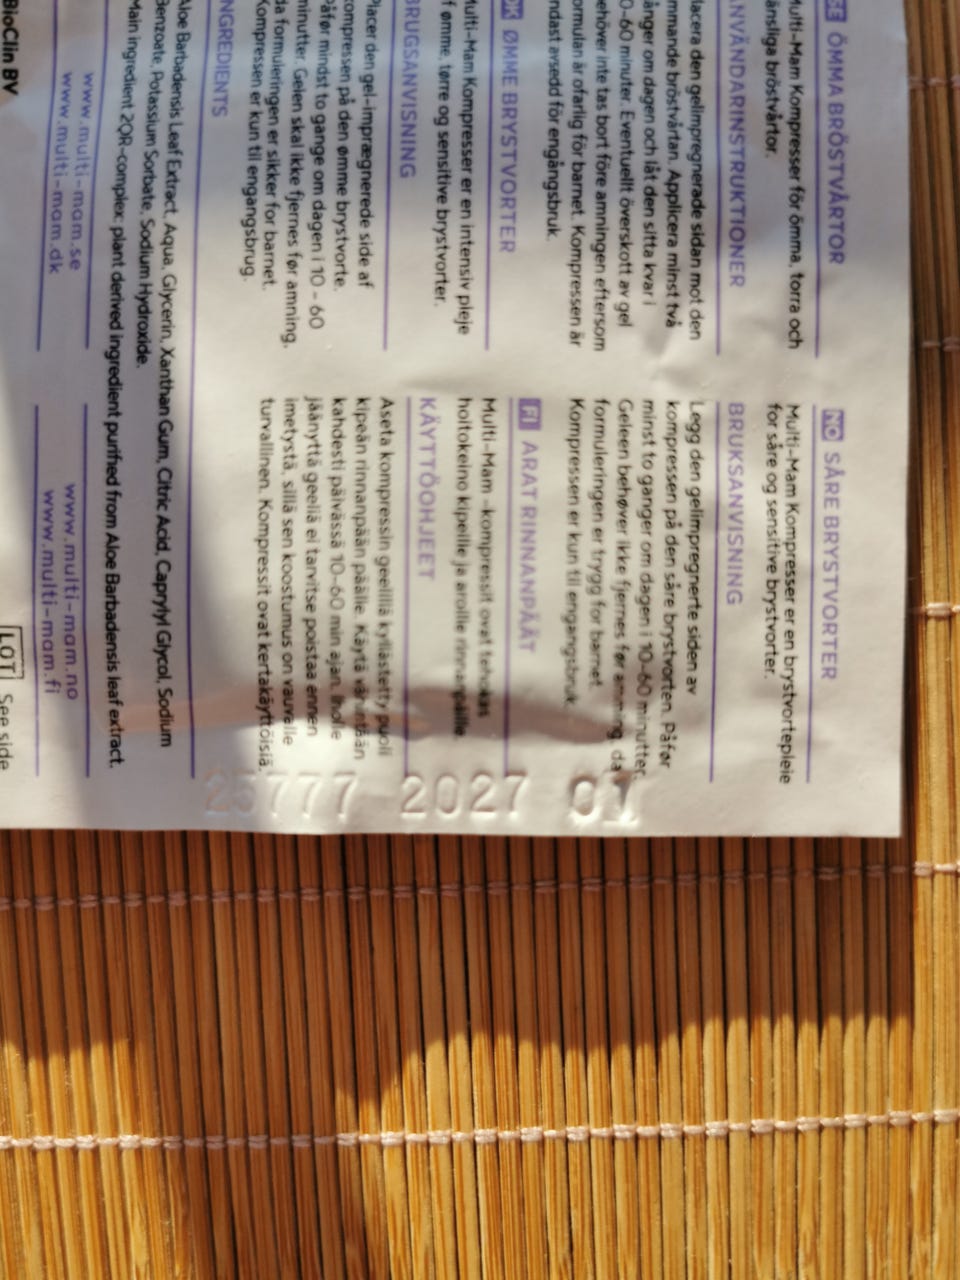 SE ÖMMA BRÖSTVÅRTOR
Multi-Mam Kompresser för ömma, torra och
känsliga bröstvårtor.
ANVÄNDARINSTRUKTIONER
Placera den gelimpregnerade sidan mot den
ömmande bröstvårtan. Applicera minst två
gånger om dagen och låt den sitta kvar i
10-60 minuter. Eventuellt överskott av gel
behöver inte tas bort före amningen eftersom
formulan är ofarlig för barnet. Kompressen är
endast avsedd för engångsbruk.
DK ØMME BRYSTVORTER
Multi-Mam Kompresser er en intensiv pleje
f ømme, tørre og sensitive brystvorter.
BRUGSANVISNING
Placer den gel-imprægnerede side af
kompressen på den ømme brystvorte.
Påfør mindst to gange om dagen i 10 - 60
minutter. Gelen skal ikke fjernes før amning,
da formuleringen er sikker for barnet.
Kompressen er kun til engangsbrug.
NO SÅRE BRYSTVORTER
Multi-Mam Kompresser er en brystvortepleie
for såre og sensitive brystvorter.
BRUKSANVISNING
Legg den gelimpregnerte siden av
kompressen på den såre brystvorten. Påfør
minst to ganger om dagen i 10-60 minutter.
Geleen behøver ikke fjernes før amming, da
formuleringen er trygg for barnet.
Kompressen er kun til engangsbruk.
FI ARAT RINNANPÄÄT
Multi-Mam -kompressit ovat tehokas
hoitokeino kipeille ja aroille rinnanpäille.
KÄYTTÖOHJEET
Aseta kompressin geelillä kyllästetty puoli
kipeän rinnanpään päälle. Käytä vähintään
kahdesti päivässä 10-60 min ajan. Iholle
jäänyttä geeliä ei tarvitse poistaa ennen
imetystä, sillä sen koostumus on vauvalle
turvallinen. Kompressit ovat kertakäyttöisiä.
INGREDIENTS
Aloe Barbadensis Leaf Extract, Aqua, Glycerin, Xanthan Gum, Citric Acid, Caprylyl Glycol, Sodium
Benzoate, Potassium Sorbate, Sodium Hydroxide.
Main ingredient 2QR-complex: plant derived ingredient purified from Aloe Barbadensis leaf extract.
www.multi-mam.se
www.multi-mam.dk
www.multi-mam.no
www.multi-mam.fi
BioClin BV
LOT See side
25777 2027 01